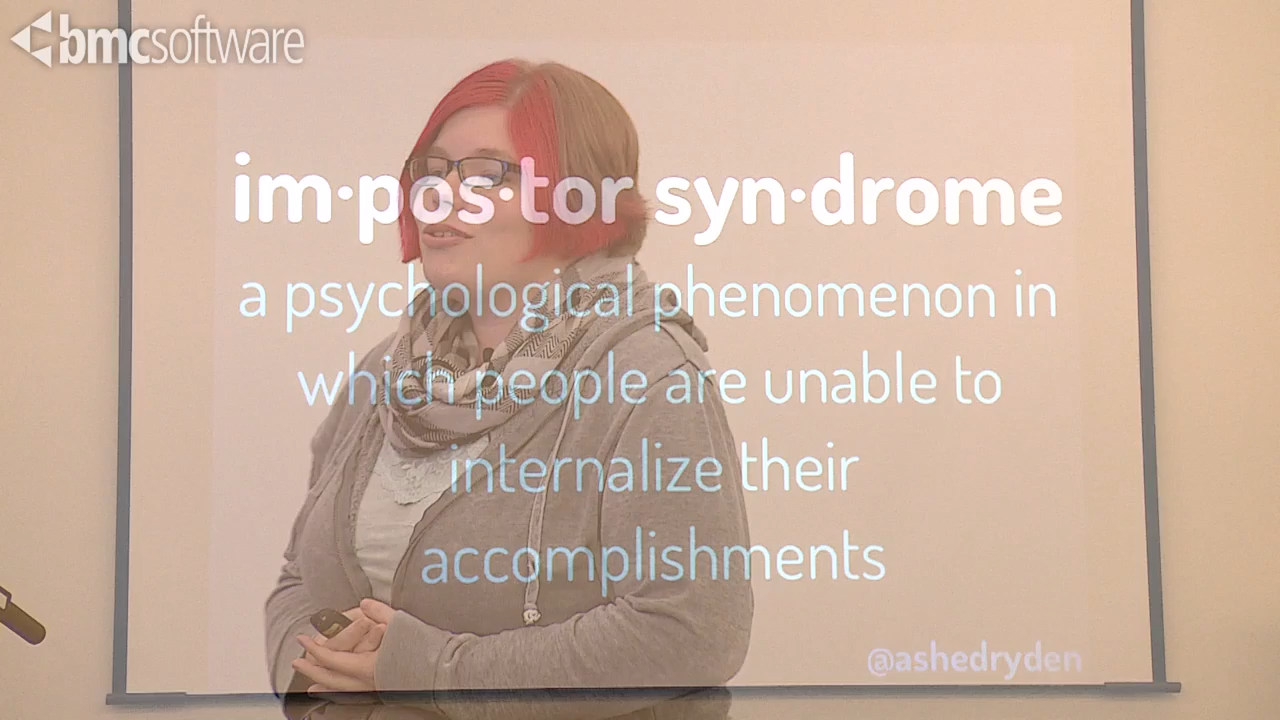 bmcsoftware
im·pos·tor syn·drome
a psychological phenomenon in
which people are unable to
internalize their
accomplishments
@ashedryden